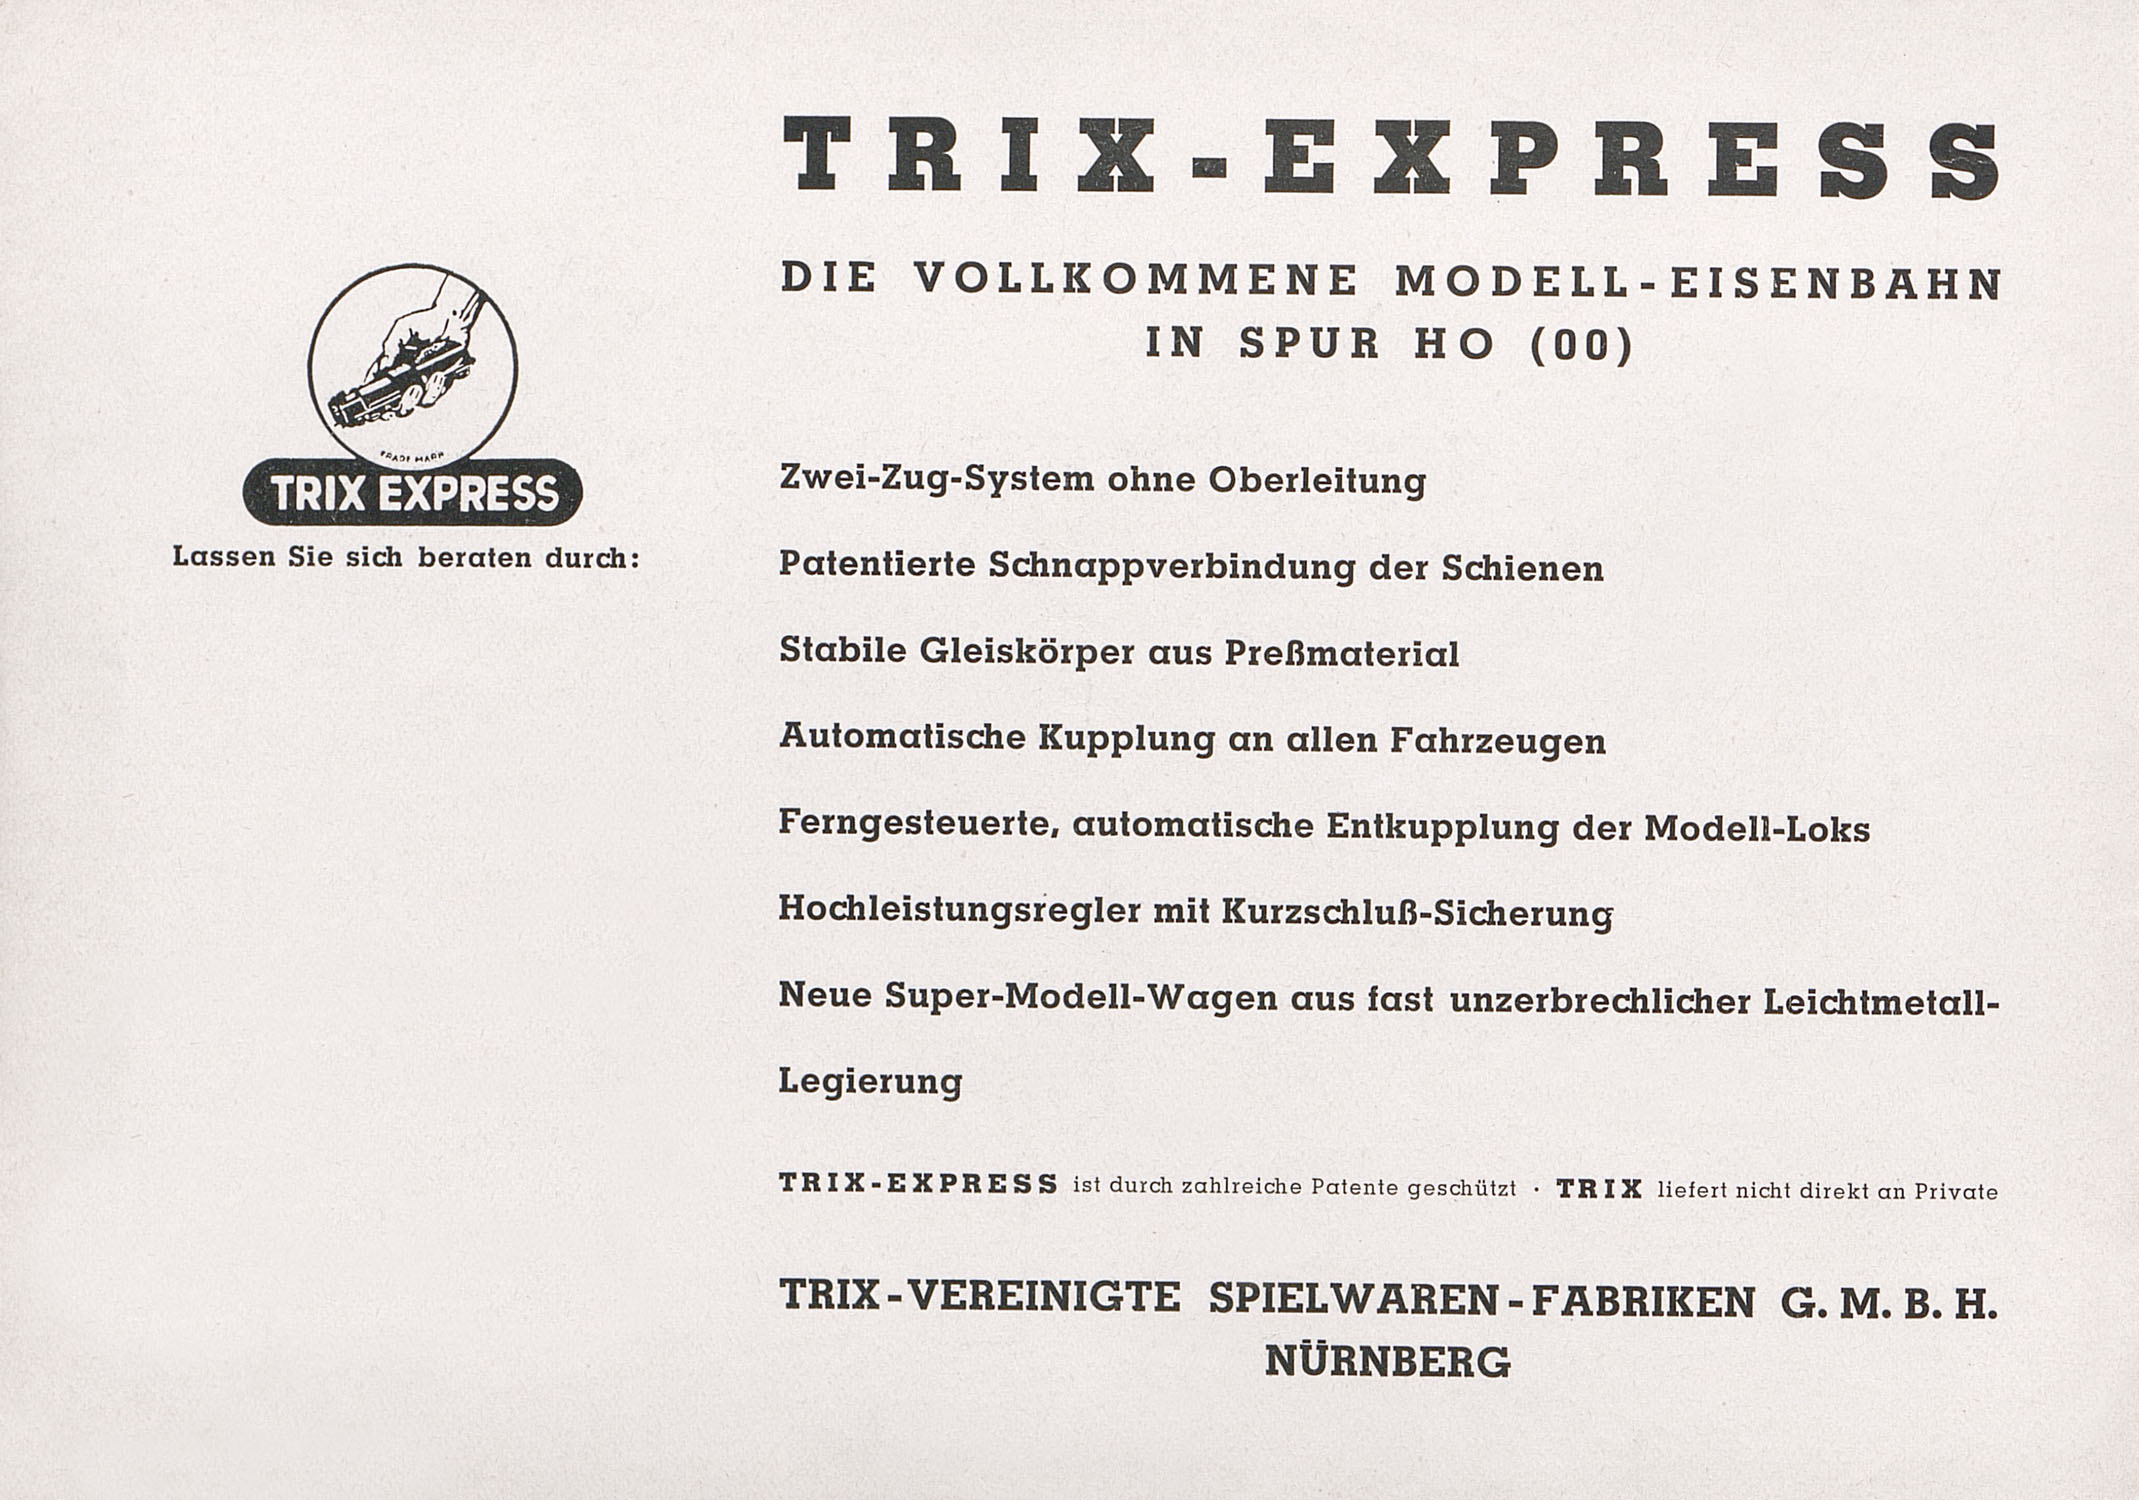 TRIX-EXPRESS
DIE VOLLKOMMENE MODELL-EISENBAHN
IN SPUR HO (00)
TRADE MARK
TRIX EXPRESS
Lassen Sie sich beraten durch:
Zwei-Zug-System ohne Oberleitung
Patentierte Schnappverbindung der Schienen
Stabile Gleiskörper aus Preßmaterial
Automatische Kupplung an allen Fahrzeugen
Ferngesteuerte, automatische Entkupplung der Modell-Loks
Hochleistungsregler mit Kurzschluß-Sicherung
Neue Super-Modell-Wagen aus fast unzerbrechlicher Leichtmetall-
Legierung
TRIX-EXPRESS ist durch zahlreiche Patente geschützt · TRIX liefert nicht direkt an Private
TRIX-VEREINIGTE SPIELWAREN-FABRIKEN G. M. B. H.
NÜRNBERG